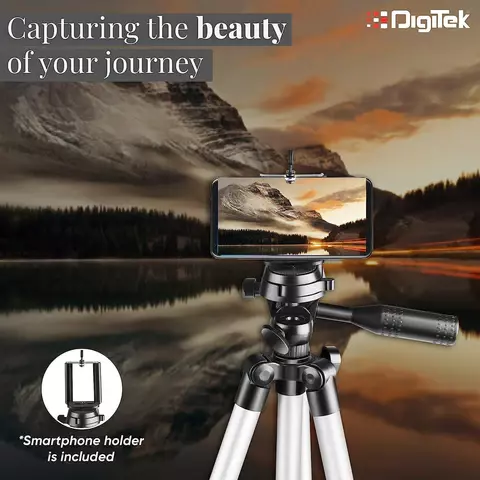 Capturing the beauty
of your journey
DigiTek
*Smartphone holder
is included